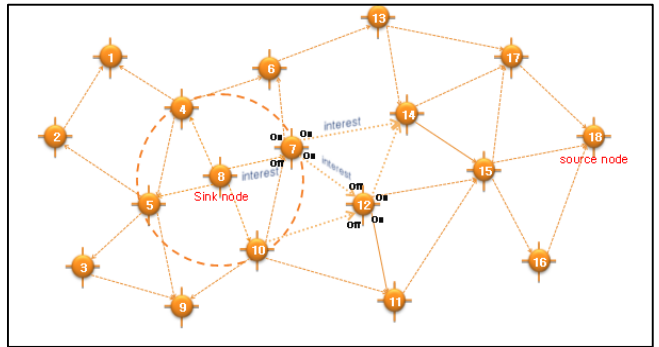 13
1
17
6
4
14
On
On
interest
2
18
7
source node
Off
On
interest
8
interest
15
Sink node
Off
On
5
12
Off
On
10
16
3
9
11